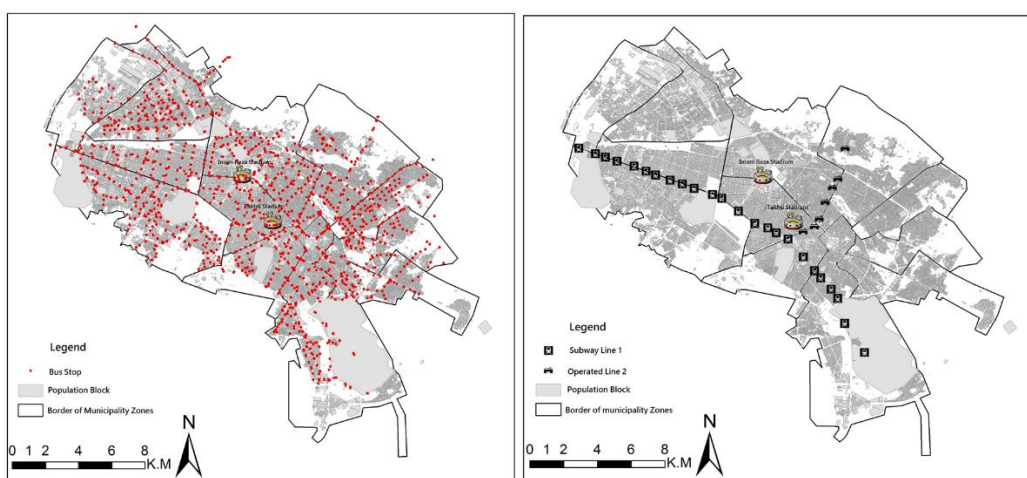 Imam Reza Stadium
Takhti Stadium
Legend
Bus Stop
Population Block
Border of Municipality Zones
N
0 1 2 4 6 8
K.M
Imam Reza Stadium
Takhti Stadium
Legend
Subway Line 1
Operated Line 2
Population Block
Border of municipality Zones
N
0 1 2 4 6 8
K.M